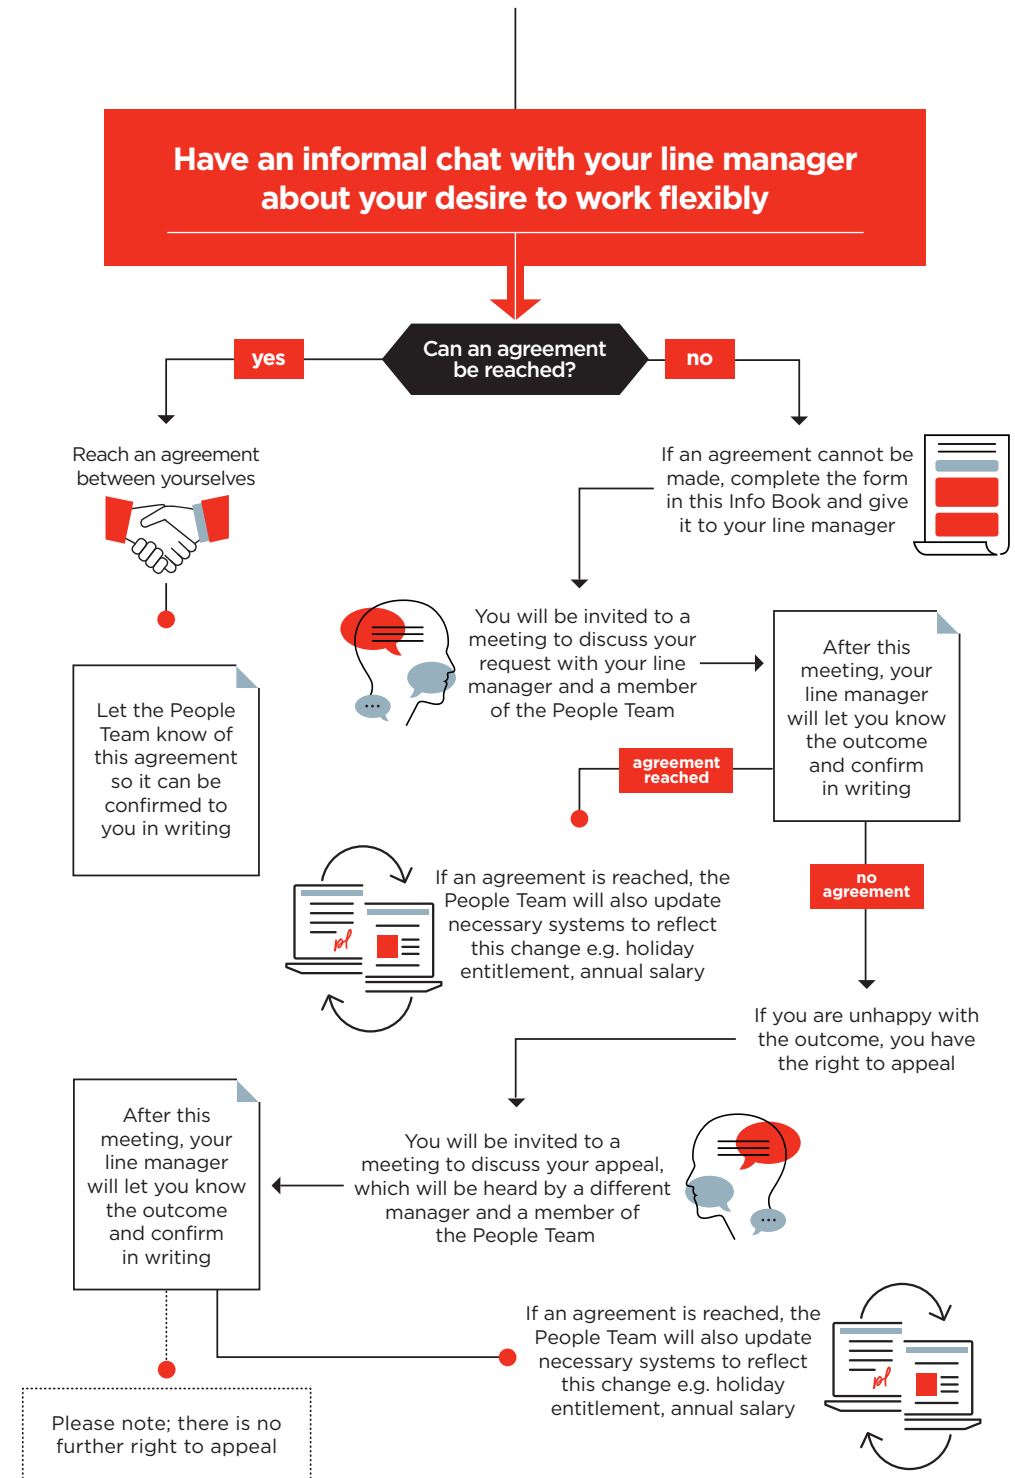 Have an informal chat with your line manager
about your desire to work flexibly
Can an agreement
be reached?
yes
no
Reach an agreement
between yourselves
If an agreement cannot be
made, complete the form
in this Info Book and give
it to your line manager
You will be invited to a
meeting to discuss your
request with your line
manager and a member
of the People Team
After this
meeting, your
line manager
will let you know
the outcome
and confirm
in writing
Let the People
Team know of
this agreement
so it can be
confirmed to
you in writing
agreement
reached
no
agreement
If an agreement is reached, the
People Team will also update
necessary systems to reflect
this change e.g. holiday
entitlement, annual salary
pl
If you are unhappy with
the outcome, you have
the right to appeal
You will be invited to a
meeting to discuss your appeal,
which will be heard by a different
manager and a member of
the People Team
After this
meeting, your
line manager
will let you know
the outcome
and confirm
in writing
If an agreement is reached, the
People Team will also update
necessary systems to reflect
this change e.g. holiday
entitlement, annual salary
pl
Please note; there is no
further right to appeal